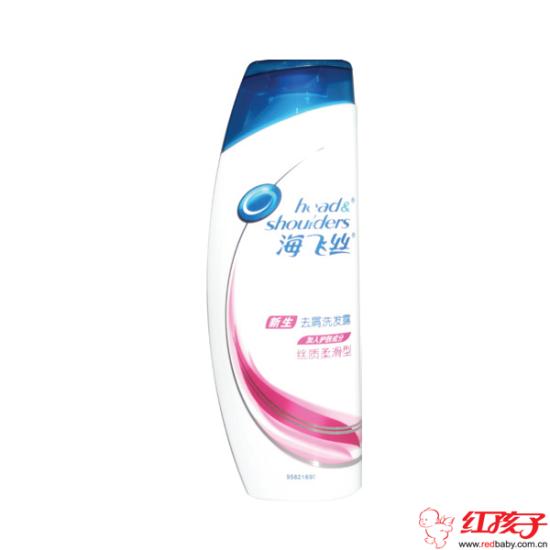 head&
shoulders®
海飞丝®
新生 去屑洗发露
加入护肤成分
丝质柔滑型
红孩子
www.redbaby.com.cn